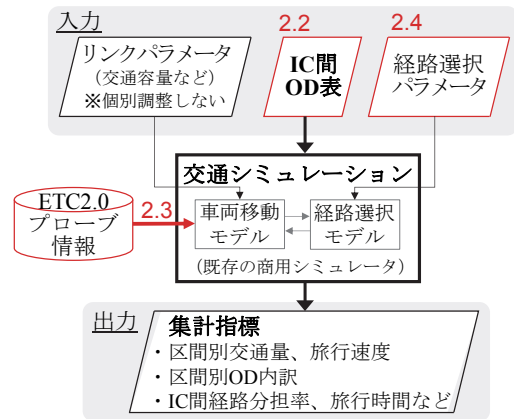 入力
リンクパラメータ
（交通容量など）
※個別調整しない
2.2
IC間
OD表
2.4
経路選択
パラメータ
交通シミュレーション
ETC2.0
プローブ
情報
2.3
車両移動
モデル
経路選択
モデル
（既存の商用シミュレータ）
出力
集計指標
・区間別交通量、旅行速度
・区間別OD内訳
・IC間経路分担率、旅行時間など